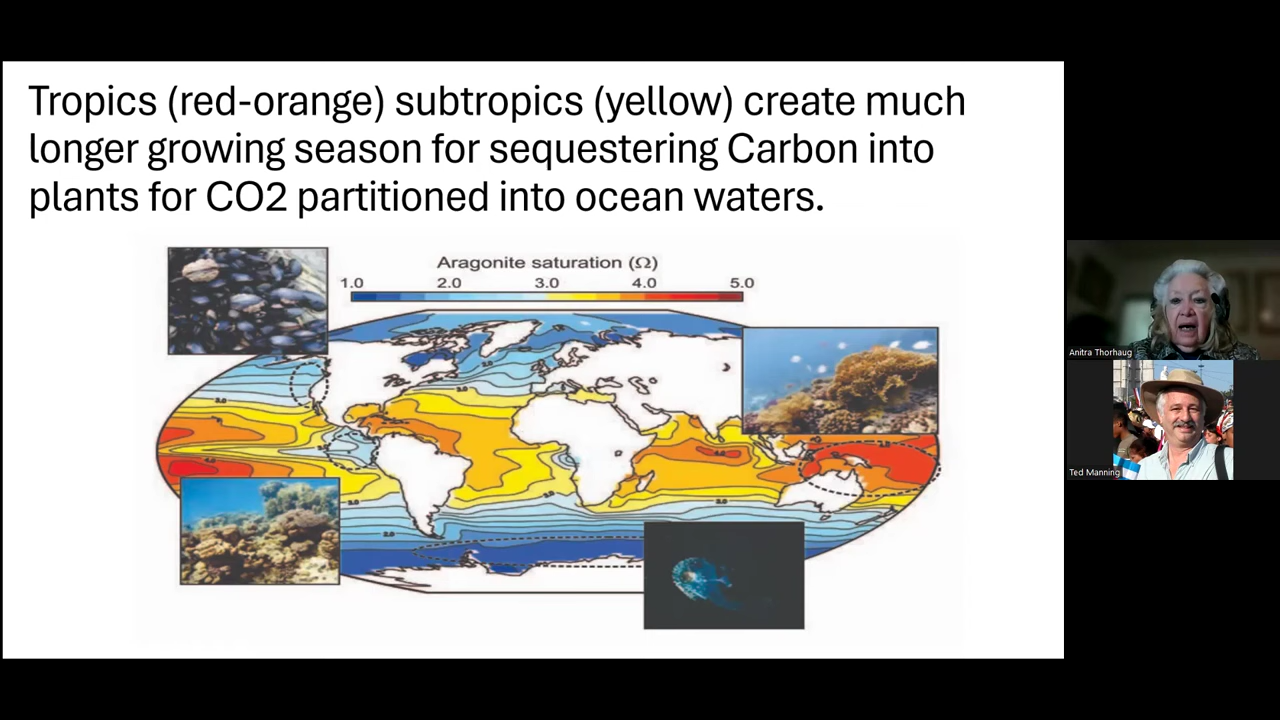 Tropics (red-orange) subtropics (yellow) create much
longer growing season for sequestering Carbon into
plants for CO2 partitioned into ocean waters.
Aragonite saturation (Ω)
1.0 2.0 3.0 4.0 5.0
Anitra Thorhaug
Ted Manning